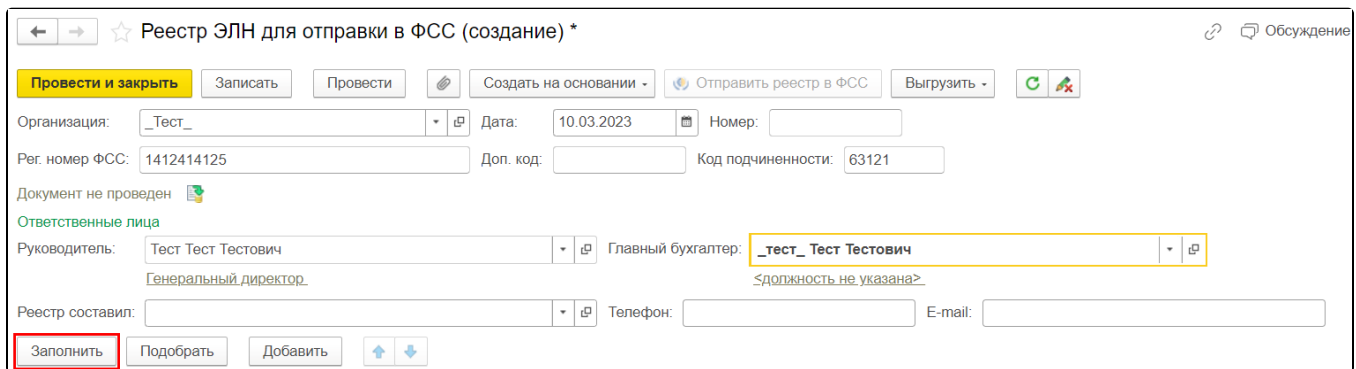 Реестр ЭЛН для отправки в ФСС (создание) * Обсуждение
Провести и закрыть Записать Провести Создать на основании Отправить реестр в ФСС Выгрузить
Организация: _Тест_ Дата: 10.03.2023 Номер:
Рег. номер ФСС: 1412414125 Доп. код: Код подчиненности: 63121
Документ не проведен
Ответственные лица
Руководитель: Тест Тест Тестович Главный бухгалтер: _тест_ Тест Тестович
Генеральный директор <должность не указана>
Реестр составил: Телефон: E-mail:
Заполнить Подобрать Добавить